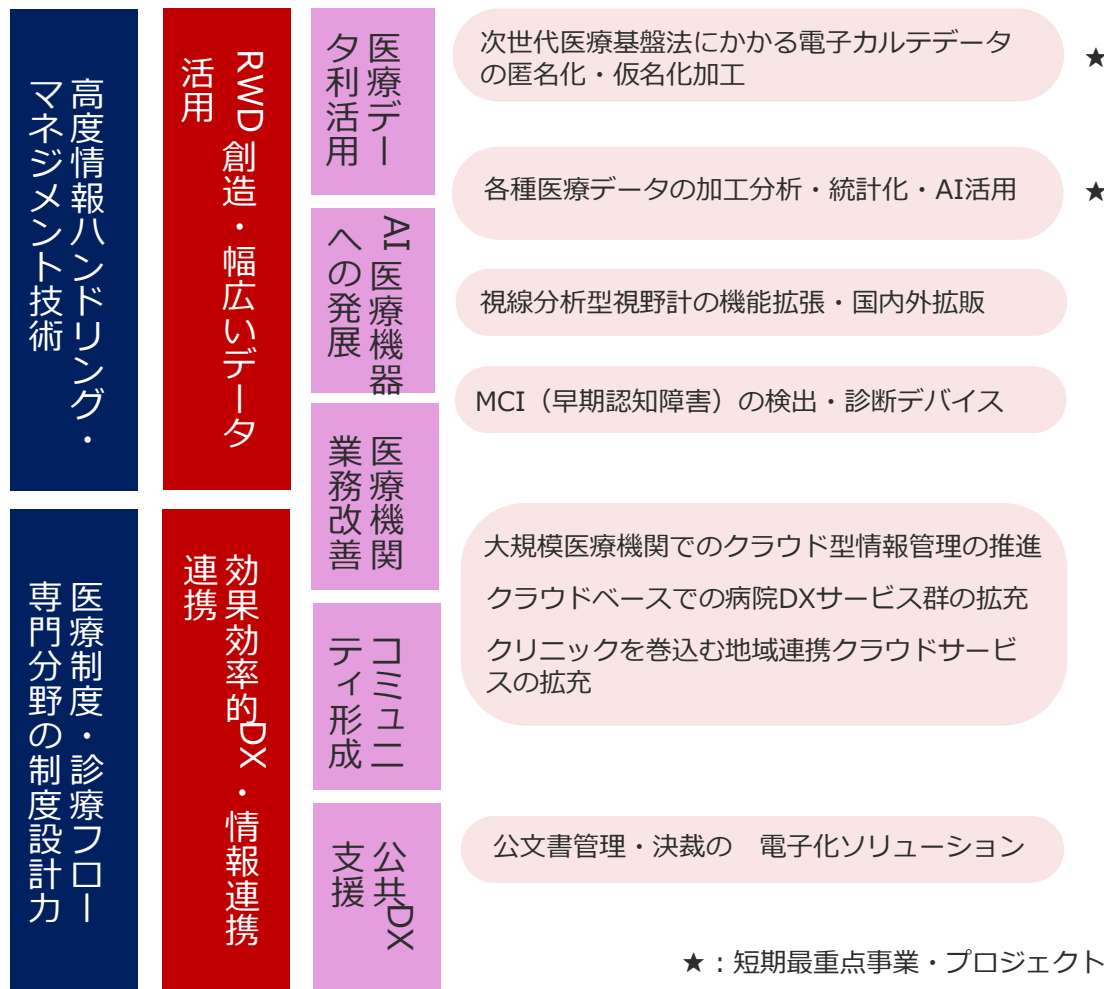 高度情報ハンドリング・
マネジメント技術
RWD創造・幅広いデータ
活用
医療デー
タ利活用
次世代医療基盤法にかかる電子カルテデータ
の匿名化・仮名化加工
★
各種医療データの加工分析・統計化・AI活用
★
AI医療機器
への発展
視線分析型視野計の機能拡張・国内外拡販
MCI（早期認知障害）の検出・診断デバイス
医療制度・診療フロー
専門分野の制度設計力
効果効率的DX・情報連携
連携
医療機関
業務改善
コミュニ
ティ形成
大規模医療機関でのクラウド型情報管理の推進
クラウドベースでの病院DXサービス群の拡充
クリニックを巻込む地域連携クラウドサービ
スの拡充
公共DX
支援
公文書管理・決裁の　電子化ソリューション
★：短期最重点事業・プロジェクト